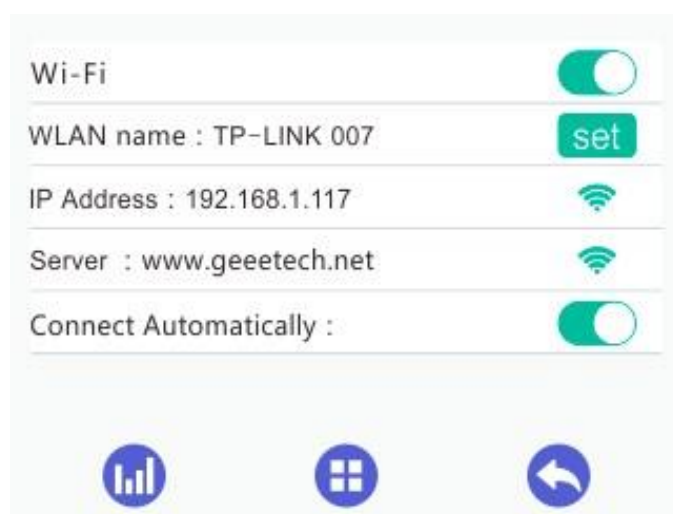 Wi-Fi
WLAN name : TP-LINK 007 set
IP Address : 192.168.1.117
Server : www.geeetech.net
Connect Automatically :